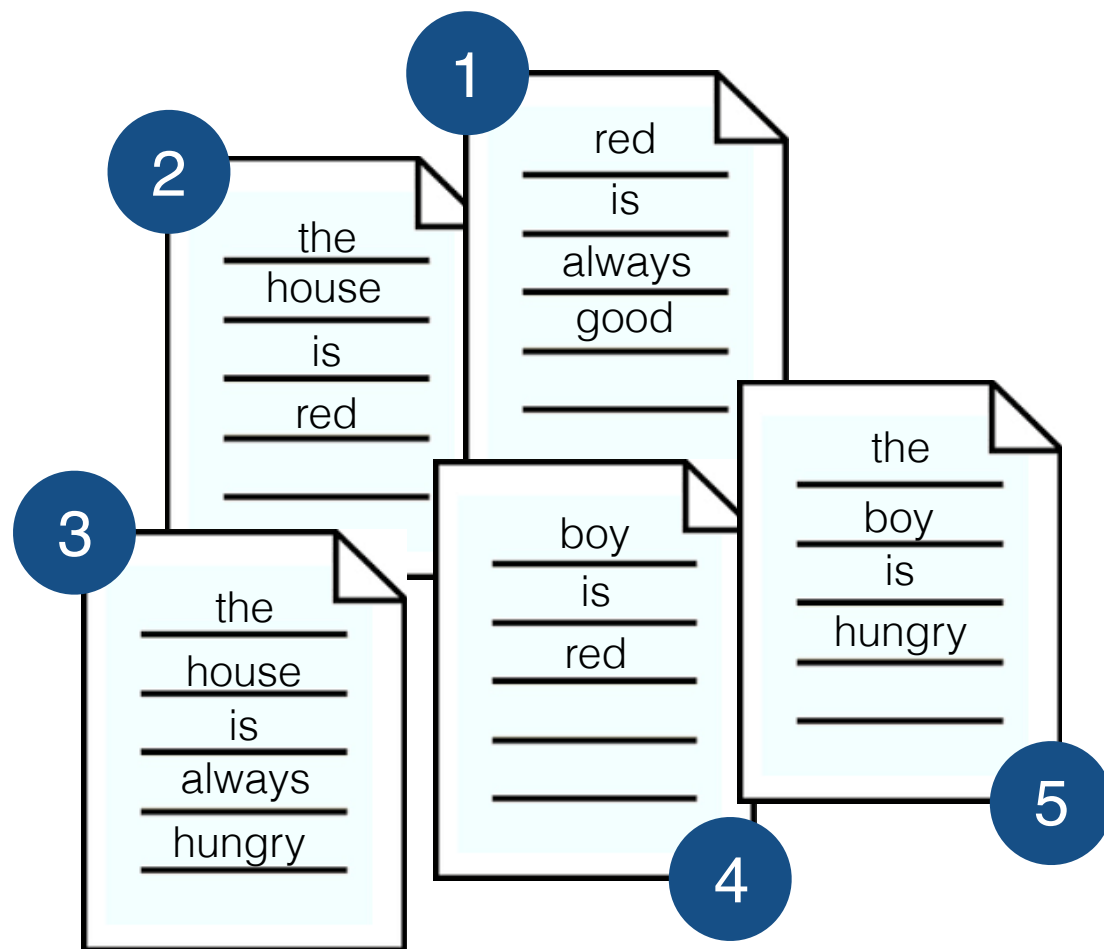 1
red
is
always
good
2
the
house
is
red
3
the
house
is
always
hungry
4
boy
is
red
5
the
boy
is
hungry